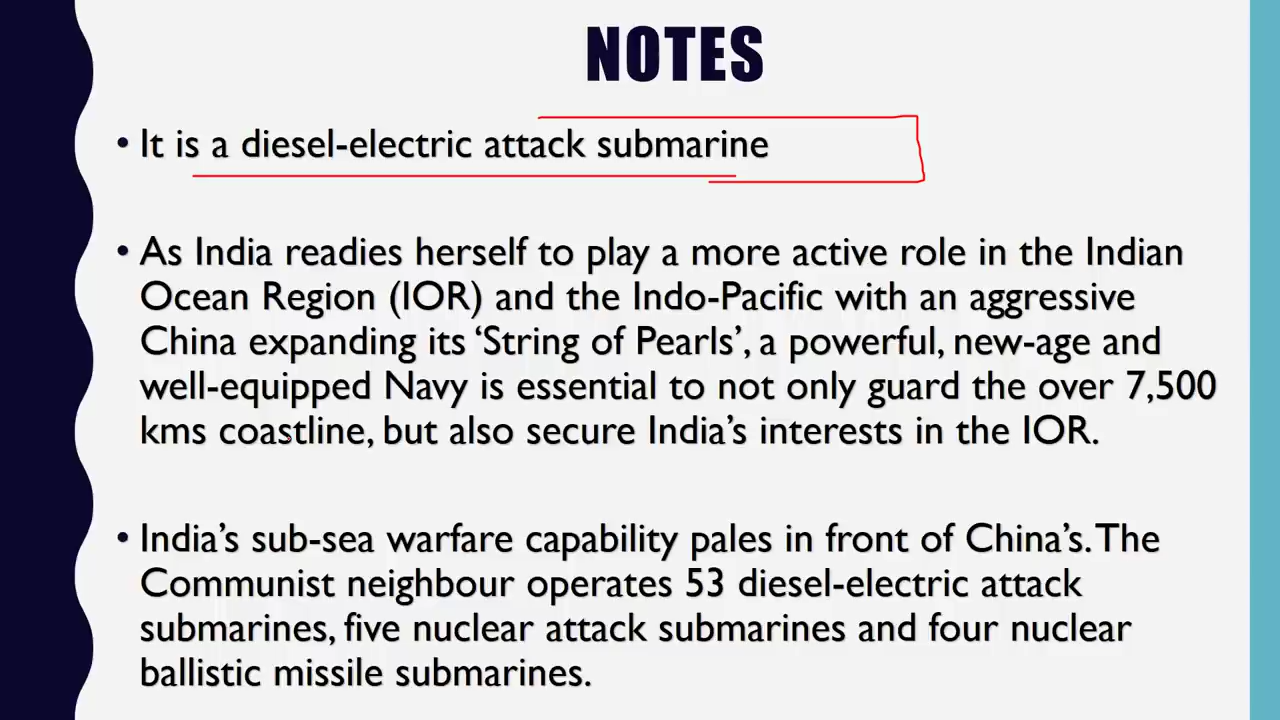 NOTES
• It is a diesel-electric attack submarine
• As India readies herself to play a more active role in the Indian
Ocean Region (IOR) and the Indo-Pacific with an aggressive
China expanding its ‘String of Pearls’, a powerful, new-age and
well-equipped Navy is essential to not only guard the over 7,500
kms coastline, but also secure India’s interests in the IOR.
• India’s sub-sea warfare capability pales in front of China’s. The
Communist neighbour operates 53 diesel-electric attack
submarines, five nuclear attack submarines and four nuclear
ballistic missile submarines.